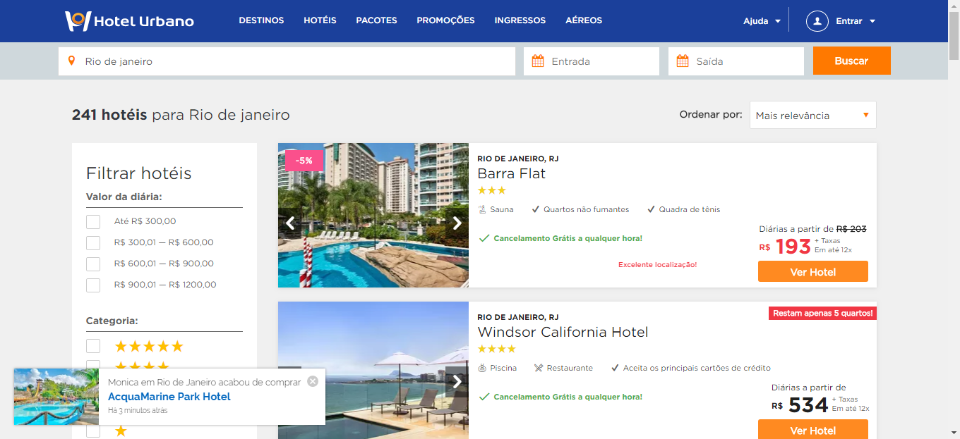 Hotel Urbano
DESTINOS HOTÉIS PACOTES PROMOÇÕES INGRESSOS AÉREOS
Ajuda Entrar
Rio de janeiro Entrada Saída Buscar
241 hotéis para Rio de janeiro
Ordenar por: Mais relevância
Filtrar hotéis
Valor da diária:
Até R$ 300,00
R$ 300,01 — R$ 600,00
R$ 600,01 — R$ 900,00
R$ 900,01 — R$ 1200,00
Categoria:
-5%
RIO DE JANEIRO, RJ
Barra Flat
Sauna Quartos não fumantes Quadra de tênis
Cancelamento Grátis a qualquer hora!
Excelente localização!
Diárias a partir de R$ 203
R$ 193 + Taxas
Em até 12x
Ver Hotel
Restam apenas 5 quartos!
RIO DE JANEIRO, RJ
Windsor California Hotel
Piscina Restaurante Aceita os principais cartões de crédito
Cancelamento Grátis a qualquer hora!
Diárias a partir de
R$ 534 + Taxas
Em até 12x
Ver Hotel
Monica em Rio de Janeiro acabou de comprar
AcquaMarine Park Hotel
Há 3 minutos atrás